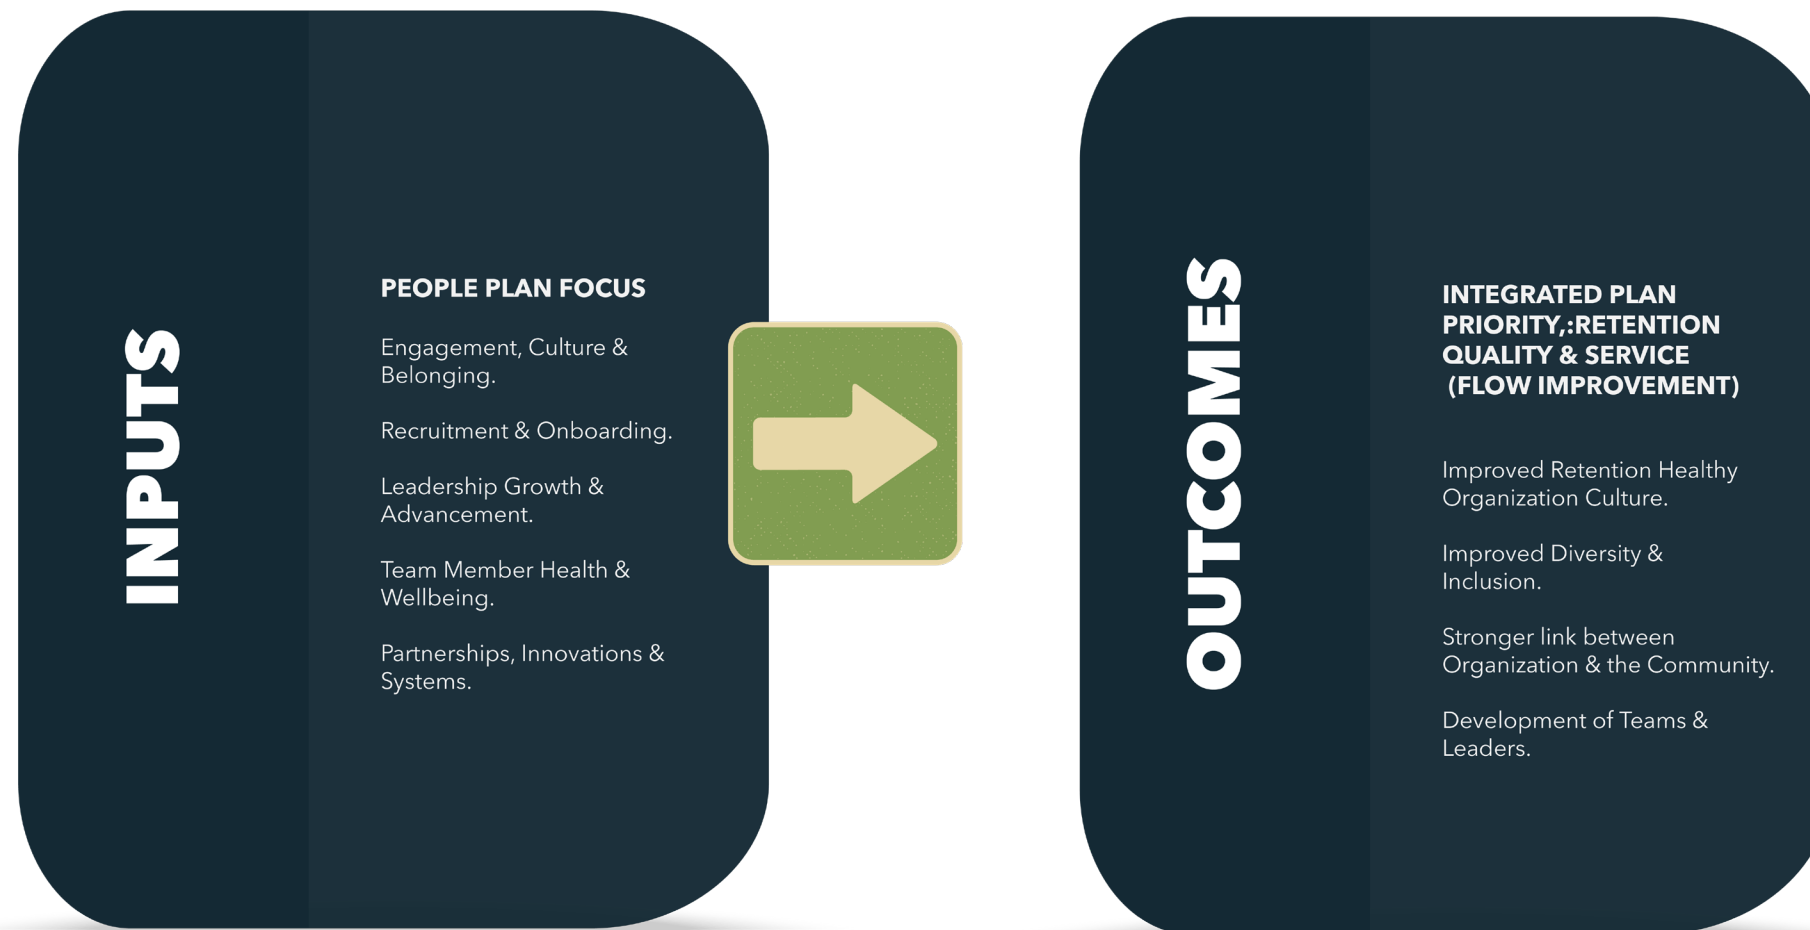 INPUTS
PEOPLE PLAN FOCUS
Engagement, Culture &
Belonging.
Recruitment & Onboarding.
Leadership Growth &
Advancement.
Team Member Health &
Wellbeing.
Partnerships, Innovations &
Systems.
OUTCOMES
INTEGRATED PLAN
PRIORITY,:RETENTION
QUALITY & SERVICE
(FLOW IMPROVEMENT)
Improved Retention Healthy
Organization Culture.
Improved Diversity &
Inclusion.
Stronger link between
Organization & the Community.
Development of Teams &
Leaders.